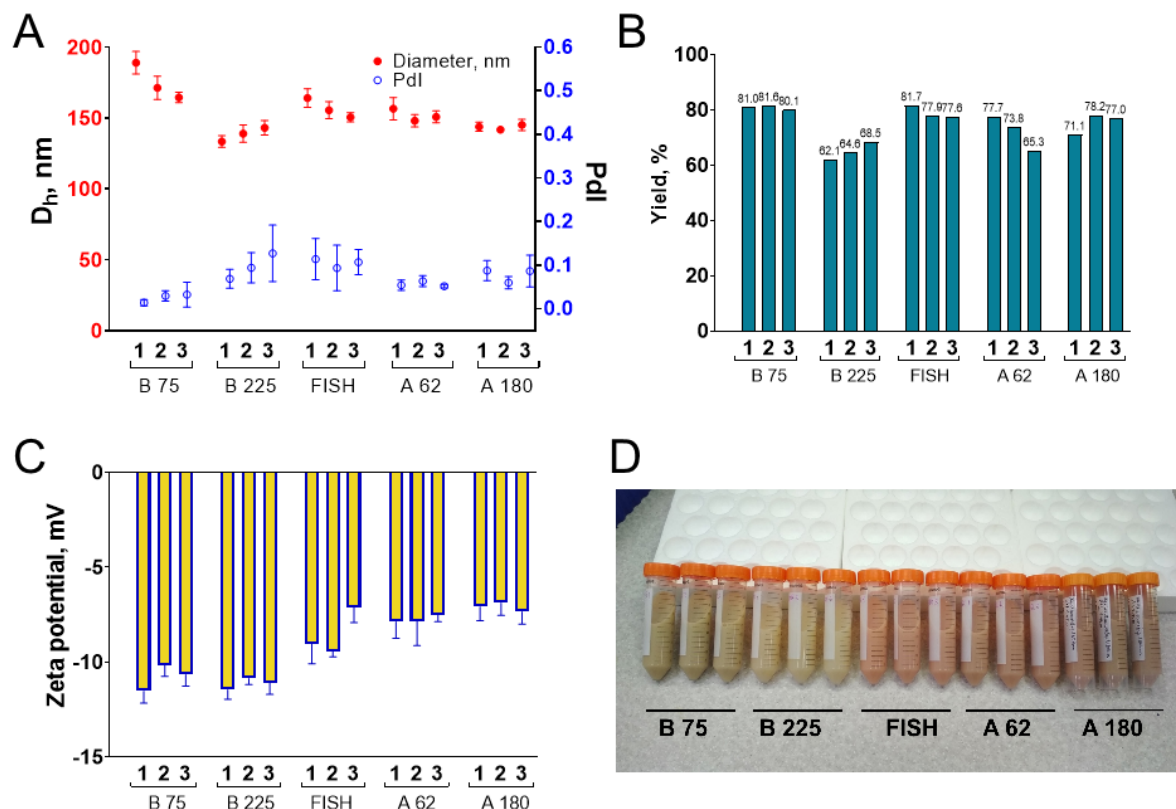 A
200
150
100
50
0
Dh, nm
Diameter, nm
PdI
0.6
0.5
0.4
0.3
0.2
0.1
0.0
PdI
1 2 3 1 2 3 1 2 3 1 2 3 1 2 3
B 75 B 225 FISH A 62 A 180
B
100
80
60
40
20
0
Yield, %
81.0 81.6 80.1 62.1 64.6 68.5 81.7 77.9 77.6 77.7 73.8 65.3 71.1 78.2 77.0
1 2 3 1 2 3 1 2 3 1 2 3 1 2 3
B 75 B 225 FISH A 62 A 180
C
0
-5
-10
-15
Zeta potential, mV
1 2 3 1 2 3 1 2 3 1 2 3 1 2 3
B 75 B 225 FISH A 62 A 180
D
B 75 B 225 FISH A 62 A 180